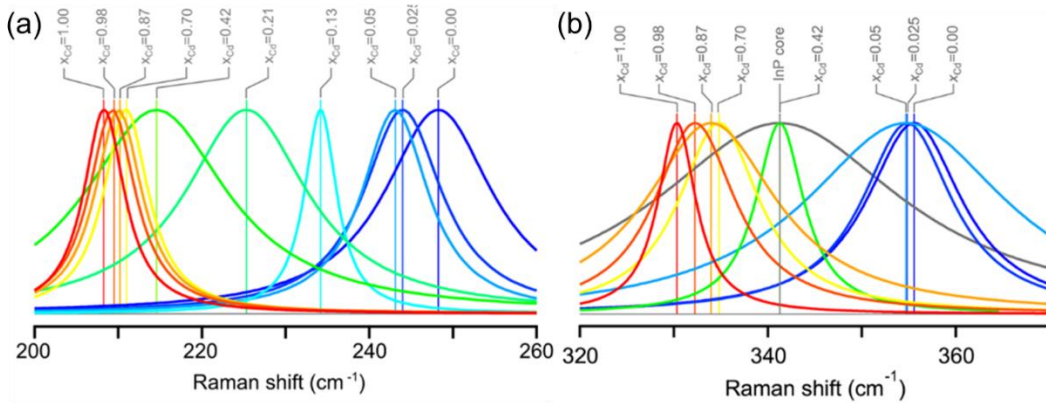 (a)
x_Cd=1.00
x_Cd=0.98
x_Cd=0.87
x_Cd=0.70
x_Cd=0.42
x_Cd=0.21
x_Cd=0.13
x_Cd=0.05
x_Cd=0.025
x_Cd=0.00
200 220 240 260
Raman shift (cm⁻¹)
(b)
x_Cd=1.00
x_Cd=0.98
x_Cd=0.87
x_Cd=0.70
InP core
x_Cd=0.42
x_Cd=0.05
x_Cd=0.025
x_Cd=0.00
320 340 360
Raman shift (cm⁻¹)